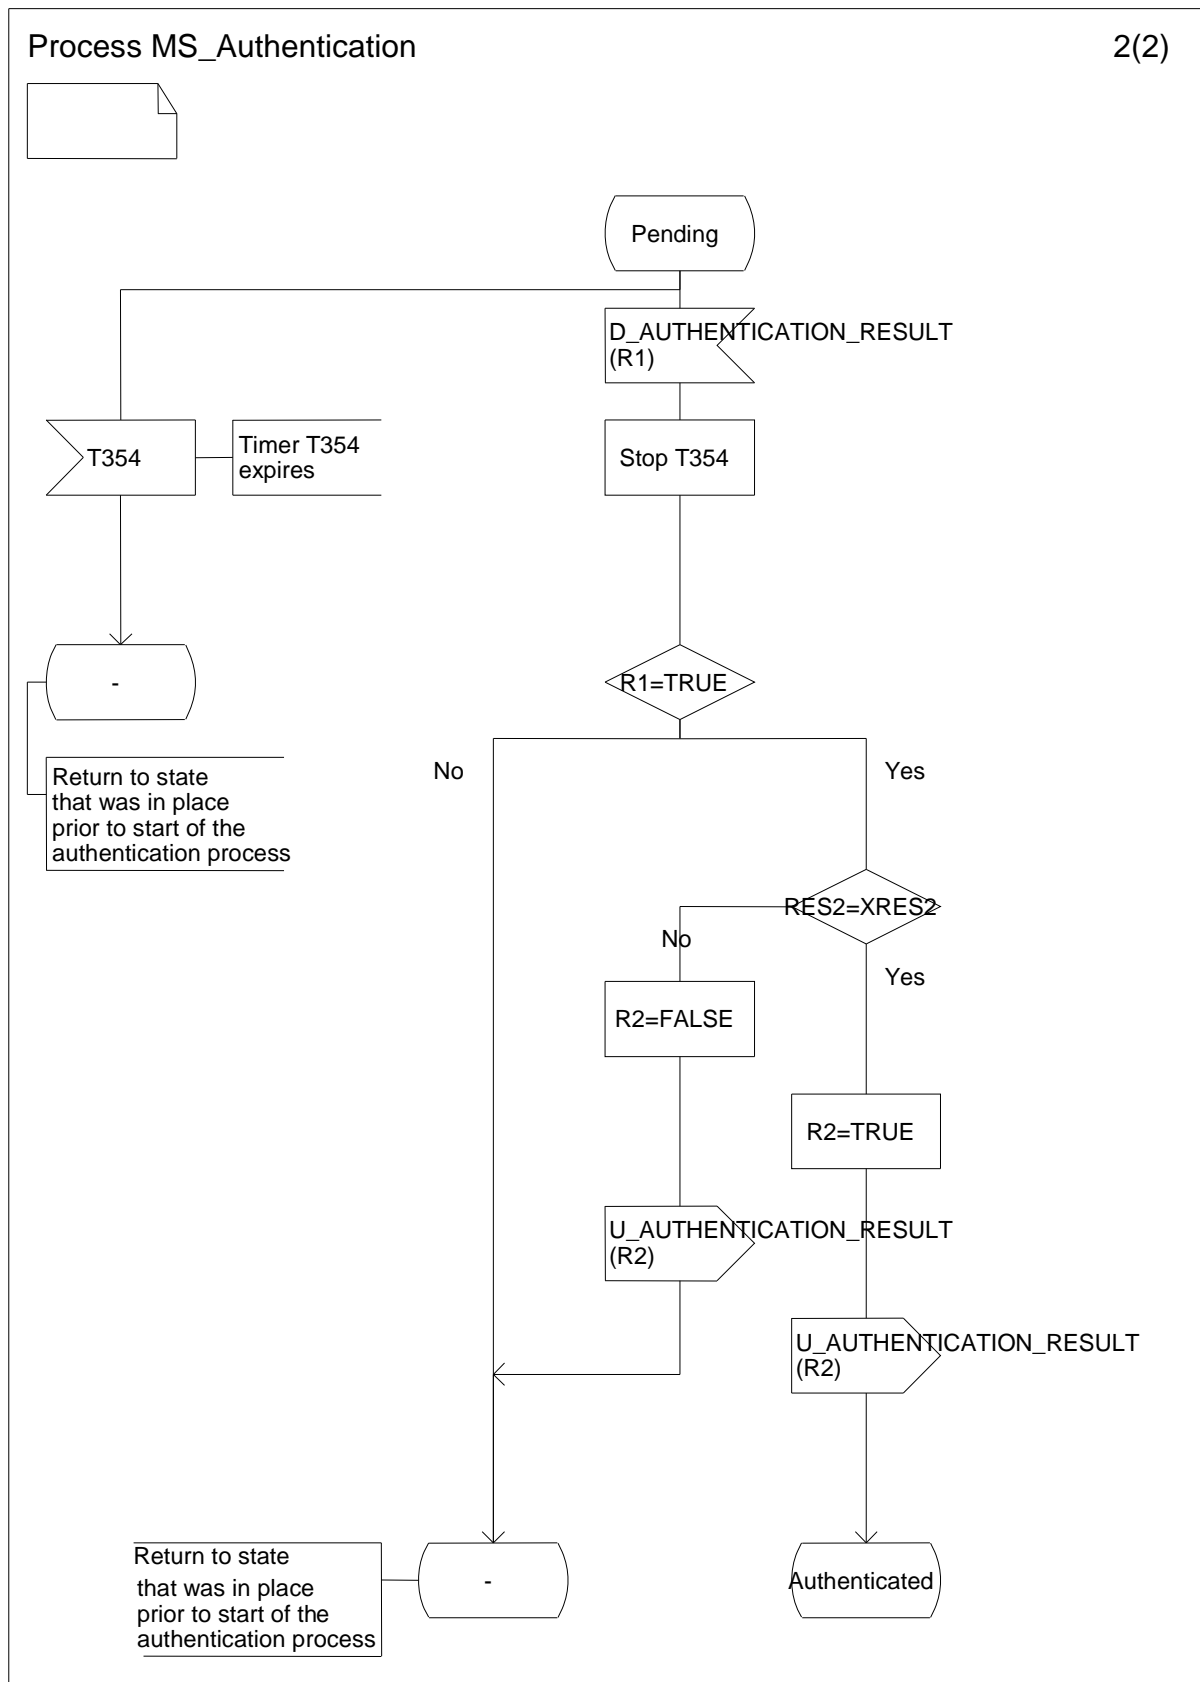 Process MS_Authentication
2(2)
Pending
D_AUTHENTICATION_RESULT
(R1)
T354
Timer T354
expires
Stop T354
-
R1=TRUE
No
Yes
Return to state
that was in place
prior to start of the
authentication process
RES2=XRES2
No
Yes
R2=FALSE
R2=TRUE
U_AUTHENTICATION_RESULT
(R2)
U_AUTHENTICATION_RESULT
(R2)
Return to state
that was in place
prior to start of the
authentication process
-
Authenticated